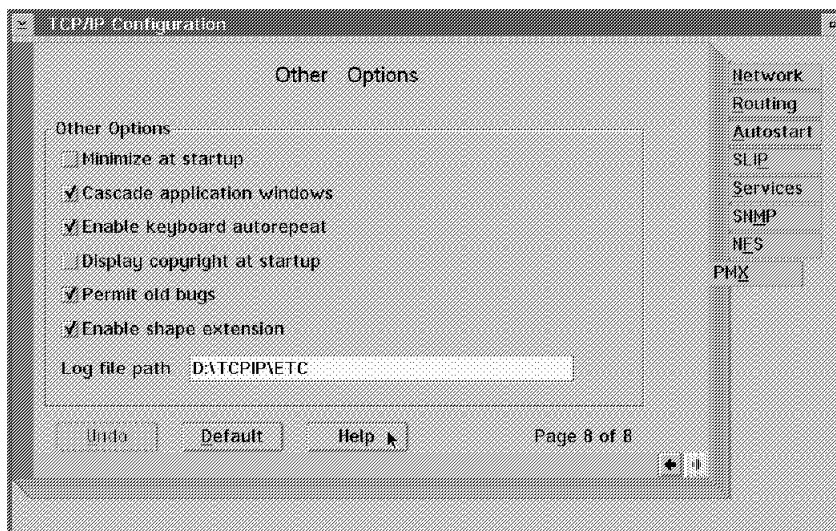 TCP/IP Configuration
Other Options
Other Options
Minimize at startup
Cascade application windows
Enable keyboard autorepeat
Display copyright at startup
Permit old bugs
Enable shape extension
Log file path D:\TCPIP\ETC
Undo Default Help Page 8 of 8
Network
Routing
Autostart
SLIP
Services
SNMP
NFS
PMX